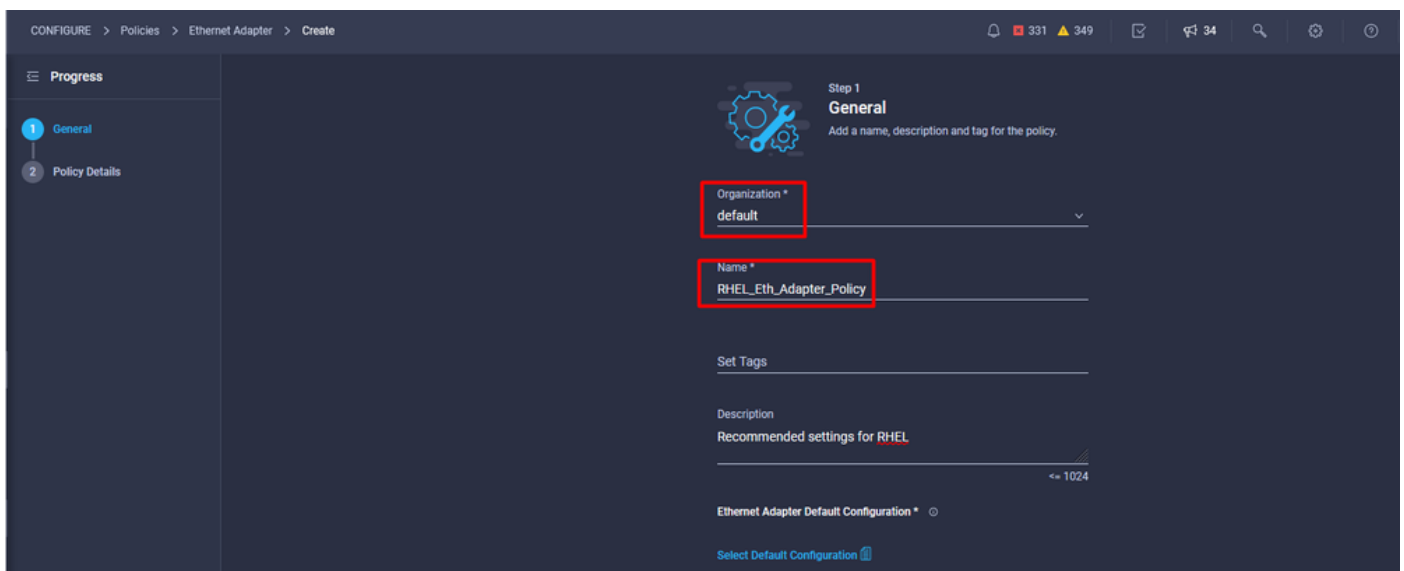 CONFIGURE > Policies > Ethernet Adapter > Create
331 349 34
Progress
1 General
2 Policy Details
Step 1
General
Add a name, description and tag for the policy.
Organization *
default
Name *
RHEL_Eth_Adapter_Policy
Set Tags
Description
Recommended settings for RHEL
<= 1024
Ethernet Adapter Default Configuration *
Select Default Configuration